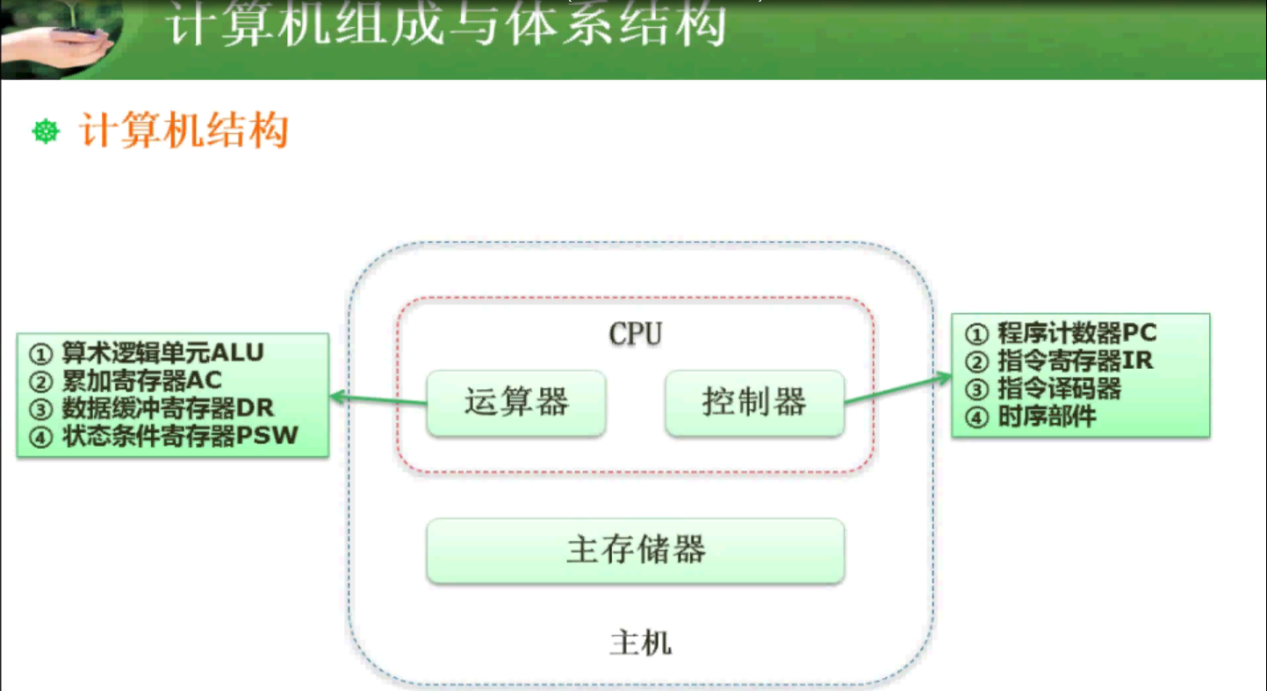 计算机组成与体系结构
计算机结构
CPU
运算器
控制器
① 算术逻辑单元ALU
② 累加寄存器AC
③ 数据缓冲寄存器DR
④ 状态条件寄存器PSW
① 程序计数器PC
② 指令寄存器IR
③ 指令译码器
④ 时序部件
主存储器
主机